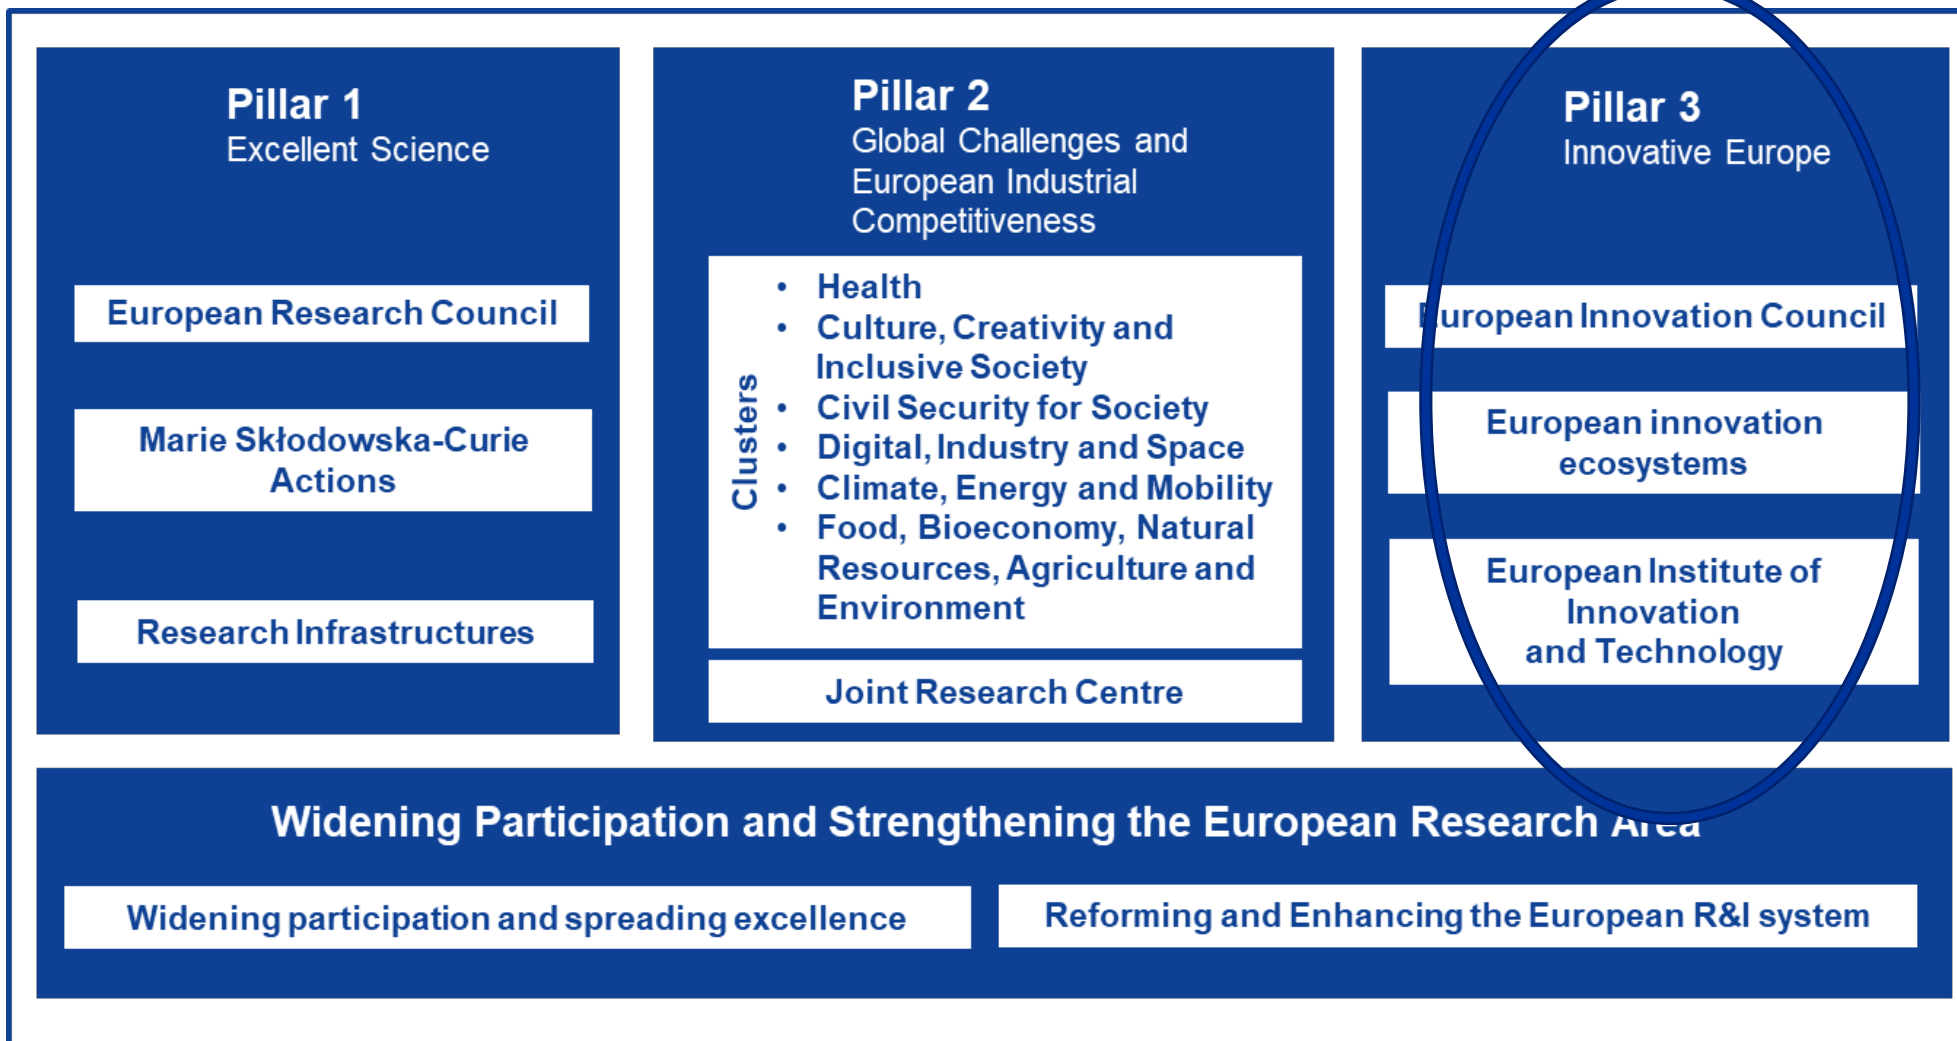 Pillar 1
Excellent Science
European Research Council
Marie Skłodowska-Curie
Actions
Research Infrastructures
Pillar 2
Global Challenges and
European Industrial
Competitiveness
Clusters
• Health
• Culture, Creativity and
Inclusive Society
• Civil Security for Society
• Digital, Industry and Space
• Climate, Energy and Mobility
• Food, Bioeconomy, Natural
Resources, Agriculture and
Environment
Joint Research Centre
Pillar 3
Innovative Europe
European Innovation Council
European innovation
ecosystems
European Institute of
Innovation
and Technology
Widening Participation and Strengthening the European Research Area
Widening participation and spreading excellence
Reforming and Enhancing the European R&I system